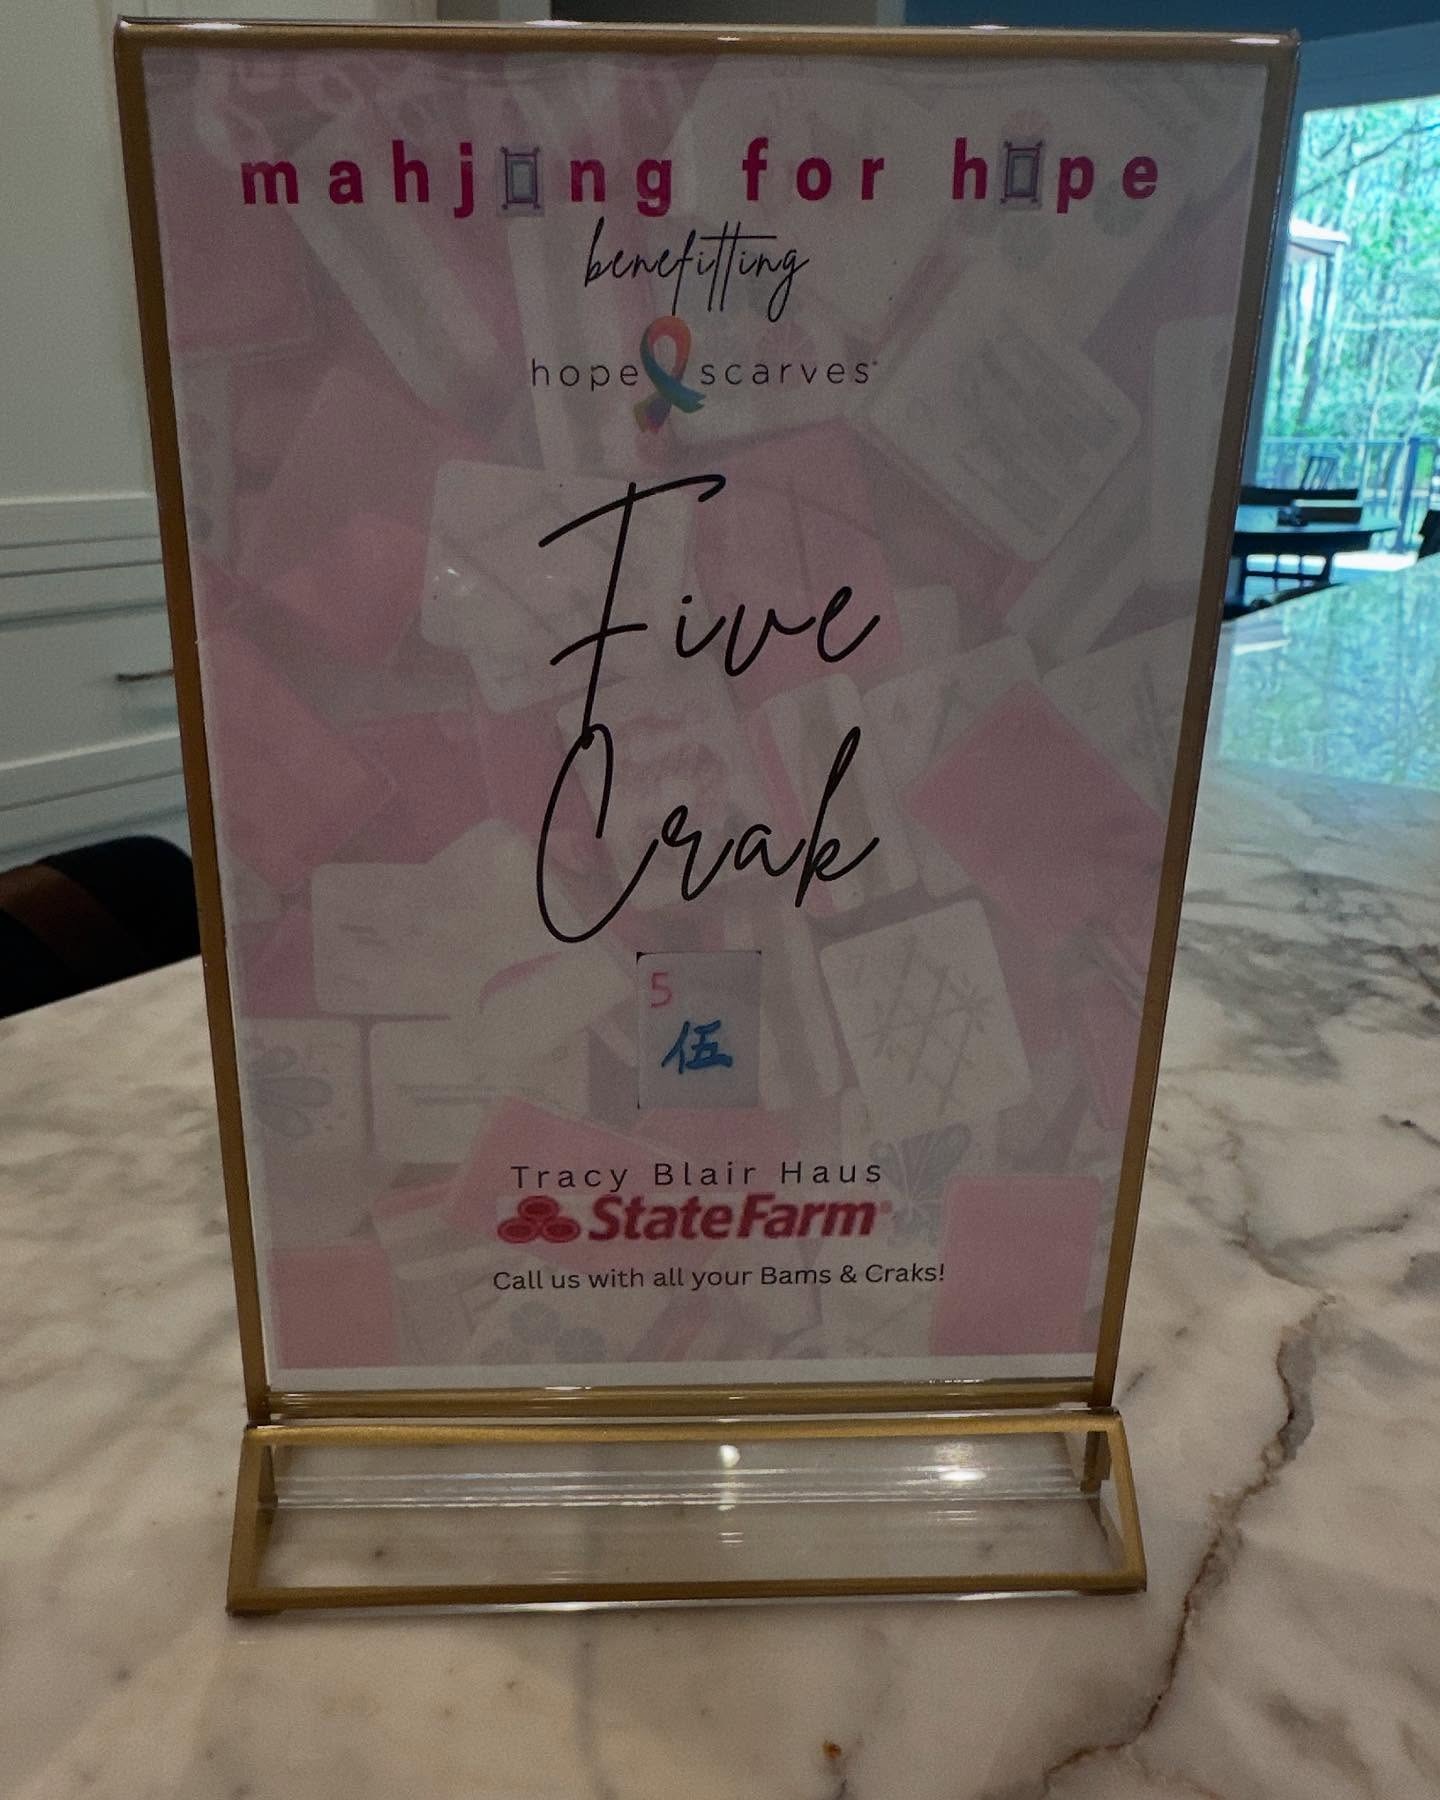 mahjong for hope
benefitting
hope scarves
Five
Crak
5
伍
Tracy Blair Haus
State Farm®
Call us with all your Bams & Craks!